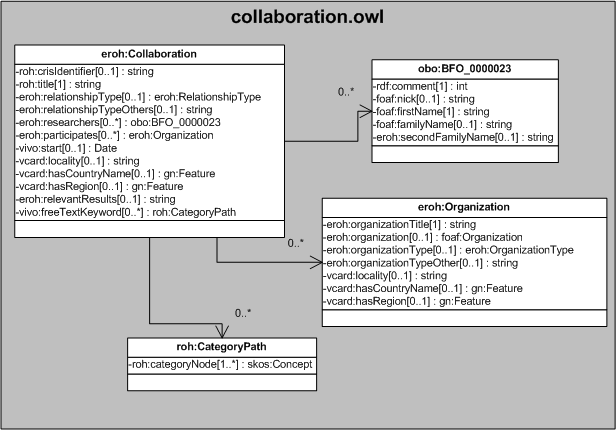 collaboration.owl
eroh:Collaboration
-roh:crisIdentifier[0..1] : string
-roh:title[1] : string
-eroh:relationshipType[0..1] : eroh:RelationshipType
-eroh:relationshipTypeOthers[0..1] : string
-eroh:researchers[0..*] : obo:BFO_0000023
-eroh:participates[0..*] : eroh:Organization
-vivo:start[0..1] : Date
-vcard:locality[0..1] : string
-vcard:hasCountryName[0..1] : gn:Feature
-vcard:hasRegion[0..1] : gn:Feature
-eroh:relevantResults[0..1] : string
-vivo:freeTextKeyword[0..*] : roh:CategoryPath
0..*
obo:BFO_0000023
-rdf:comment[1] : int
-foaf:nick[0..1] : string
-foaf:firstName[1] : string
-foaf:familyName[1] : string
-eroh:secondFamilyName[0..1] : string
0..*
eroh:Organization
-eroh:organizationTitle[1] : string
-eroh:organization[0..1] : foaf:Organization
-eroh:organizationType[0..1] : eroh:OrganizationType
-eroh:organizationTypeOther[0..1] : string
-vcard:locality[0..1] : string
-vcard:hasCountryName[0..1] : gn:Feature
-vcard:hasRegion[0..1] : gn:Feature
0..*
roh:CategoryPath
-roh:categoryNode[1..*] : skos:Concept